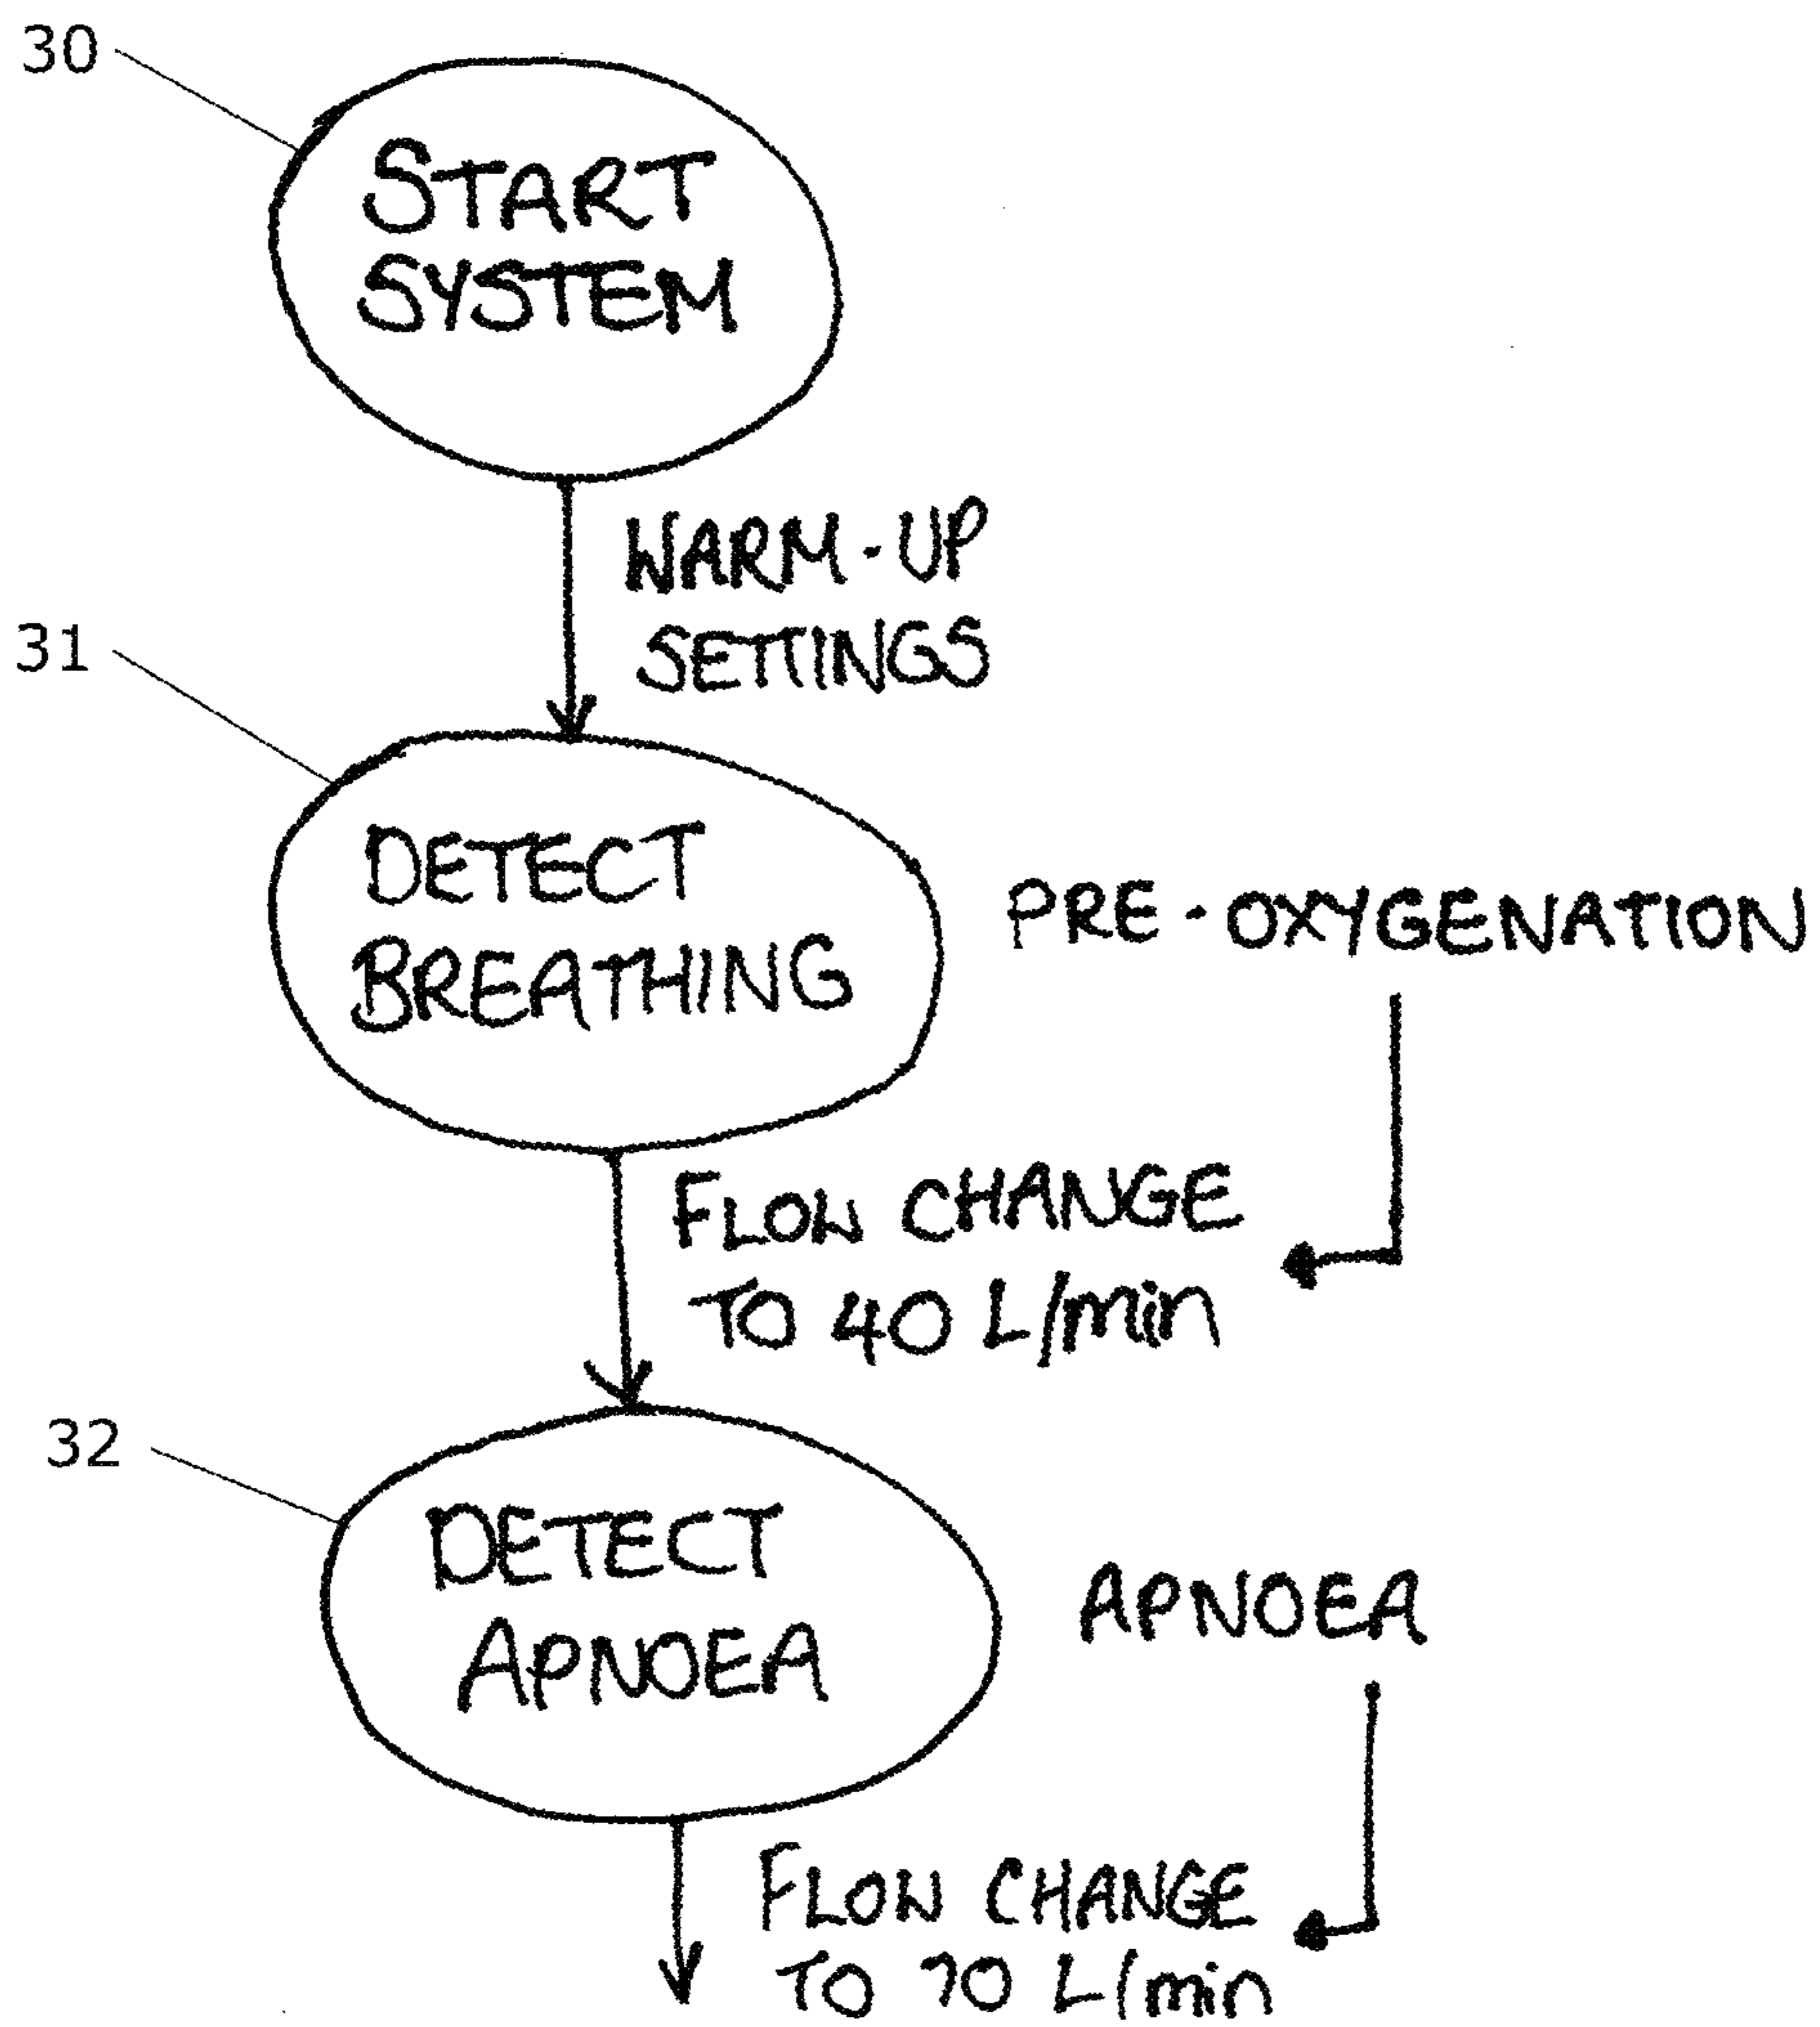 30
START
SYSTEM
WARM-UP
SETTINGS
31
DETECT
BREATHING
PRE-OXYGENATION
FLOW CHANGE
TO 40 L/min
32
DETECT
APNOEA
APNOEA
FLOW CHANGE
TO 70 L/min